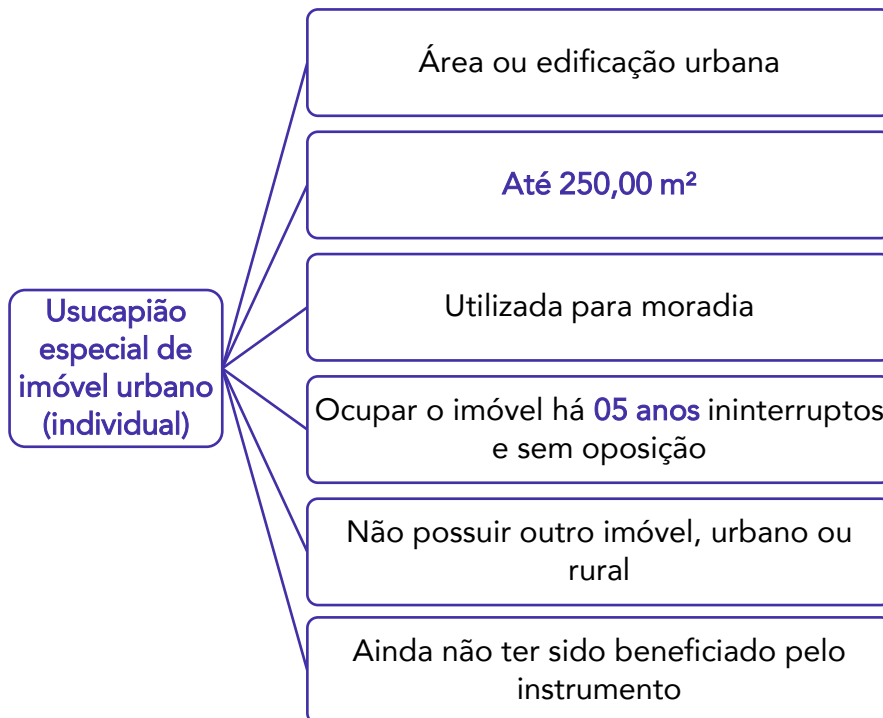 Usucapião
especial de
imóvel urbano
(individual)
Área ou edificação urbana
Até 250,00 m²
Utilizada para moradia
Ocupar o imóvel há 05 anos ininterruptos
e sem oposição
Não possuir outro imóvel, urbano ou
rural
Ainda não ter sido beneficiado pelo
instrumento